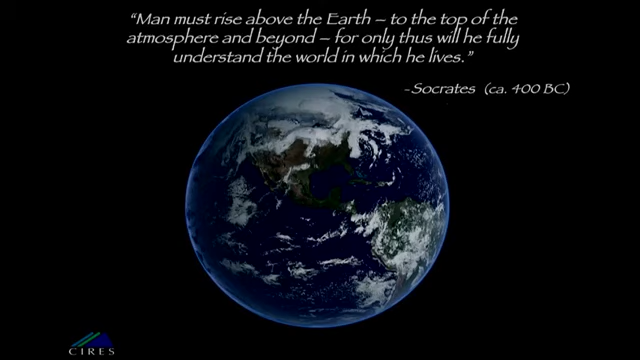 “Man must rise above the Earth – to the top of the
atmosphere and beyond – for only thus will he fully
understand the world in which he lives.”
-Socrates (ca. 400 BC)
CIRES